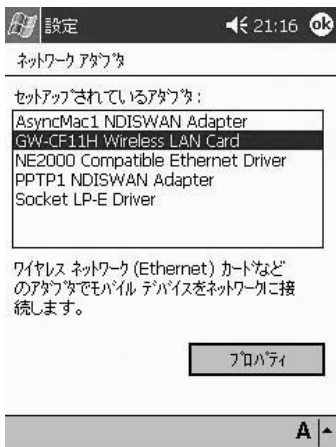 設定 21:16 ok
ネットワーク アダプタ
セットアップされているアダプタ:
AsyncMac1 NDISWAN Adapter
GW-CF11H Wireless LAN Card
NE2000 Compatible Ethernet Driver
PPTP1 NDISWAN Adapter
Socket LP-E Driver
ワイヤレス ネットワーク (Ethernet) カードなど
のアダプタでモバイル デバイスをネットワークに接
続します。
プロパティ
A